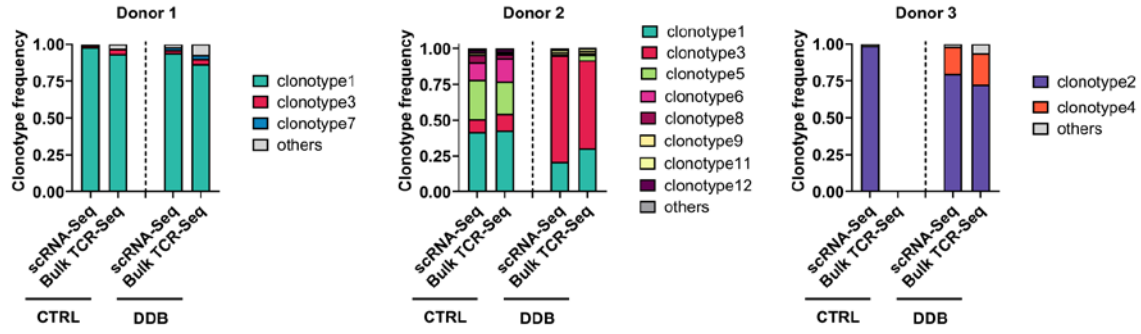 Donor 1
Clonotype frequency
1.00
0.75
0.50
0.25
0.00
scRNA-Seq
Bulk TCR-Seq
scRNA-Seq
Bulk TCR-Seq
CTRL
DDB
clonotype1
clonotype3
clonotype7
others
Donor 2
Clonotype frequency
1.00
0.75
0.50
0.25
0.00
scRNA-Seq
Bulk TCR-Seq
scRNA-Seq
Bulk TCR-Seq
CTRL
DDB
clonotype1
clonotype3
clonotype5
clonotype6
clonotype8
clonotype9
clonotype11
clonotype12
others
Donor 3
Clonotype frequency
1.00
0.75
0.50
0.25
0.00
scRNA-Seq
Bulk TCR-Seq
scRNA-Seq
Bulk TCR-Seq
CTRL
DDB
clonotype2
clonotype4
others